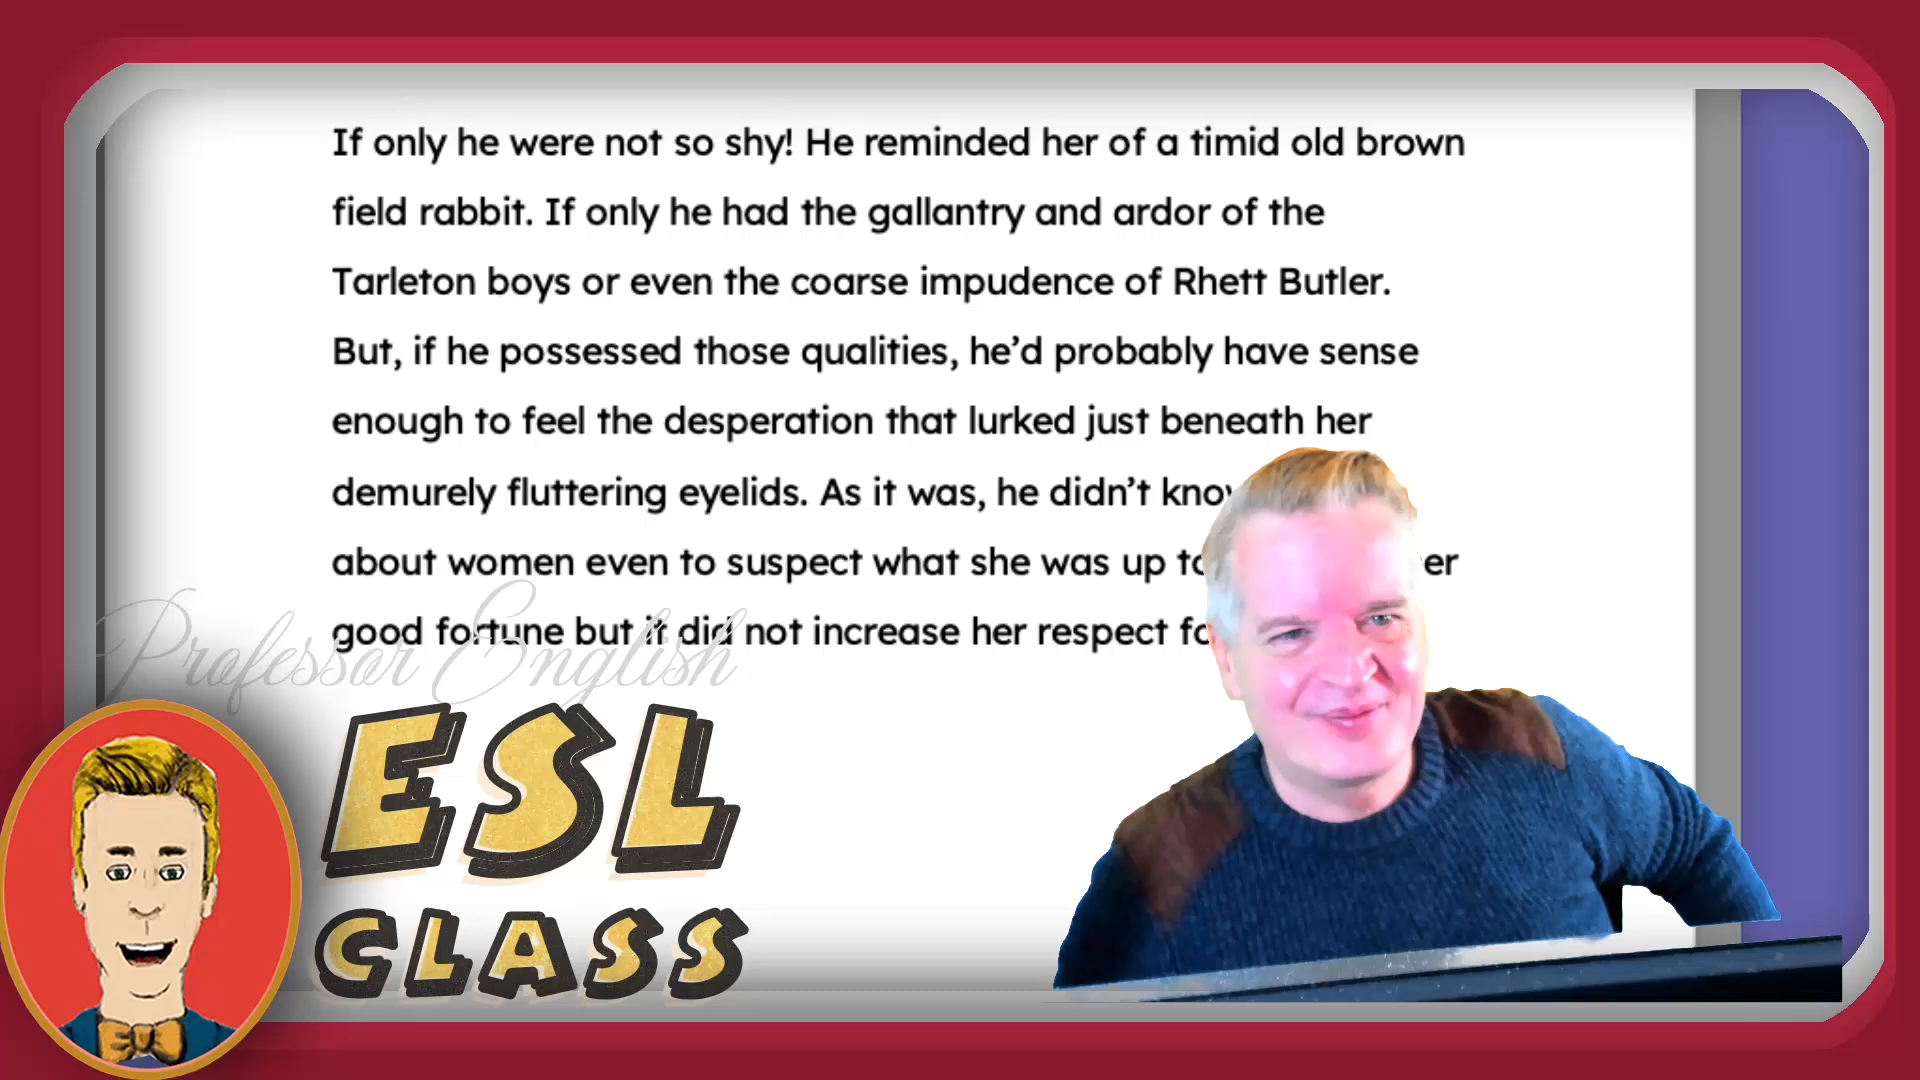 If only he were not so shy! He reminded her of a timid old brown
field rabbit. If only he had the gallantry and ardor of the
Tarleton boys or even the coarse impudence of Rhett Butler.
But, if he possessed those qualities, he’d probably have sense
enough to feel the desperation that lurked just beneath her
demurely fluttering eyelids. As it was, he didn’t
about women even to suspect what she was up
good fortune but it did not increase her respect
Professor English
ESL
CLASS